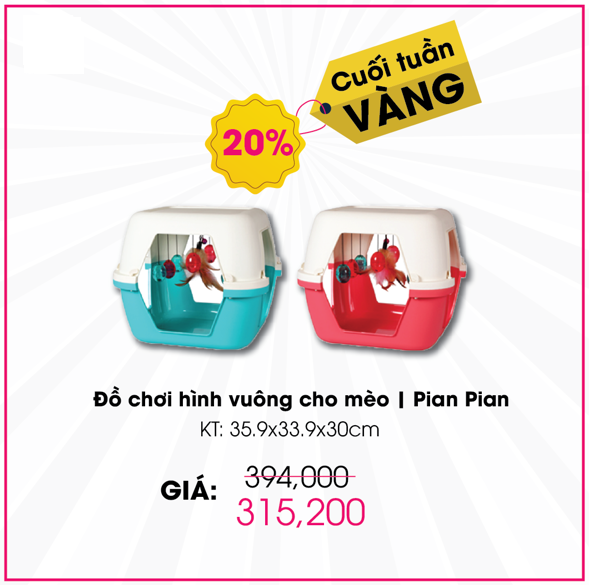 Cuối tuần
VÀNG
20%
Đồ chơi hình vuông cho mèo | Pian Pian
KT: 35.9x33.9x30cm
GIÁ: 394,000
315,200